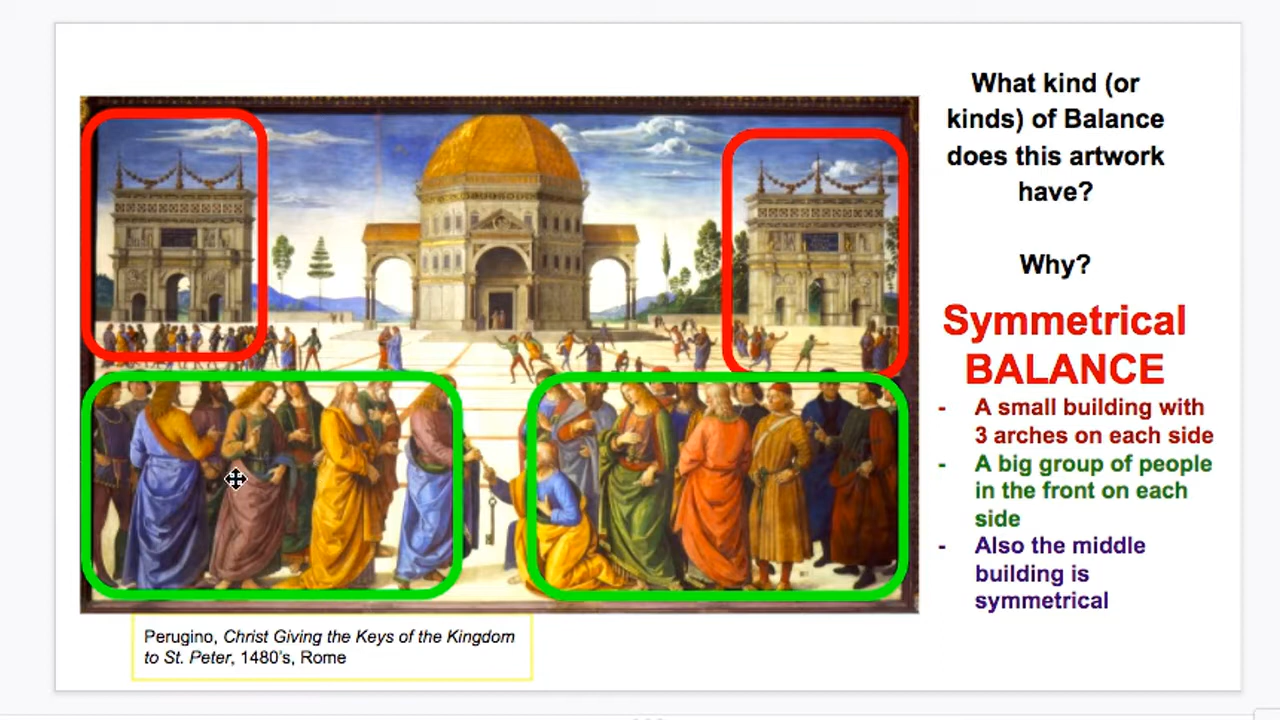 What kind (or
kinds) of Balance
does this artwork
have?
Why?
Symmetrical
BALANCE
- A small building with
3 arches on each side
- A big group of people
in the front on each
side
- Also the middle
building is
symmetrical
Perugino, Christ Giving the Keys of the Kingdom
to St. Peter, 1480's, Rome